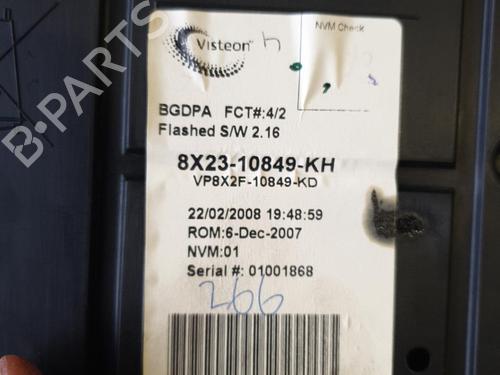 Visteon
h
NVM Check
BGDPA FCT#:4/2
Flashed S/W 2.16
8X23-10849-KH
VP8X2F-10849-KD
22/02/2008 19:48:59
ROM:6-Dec-2007
NVM:01
Serial #: 01001868
266
B-PARTS